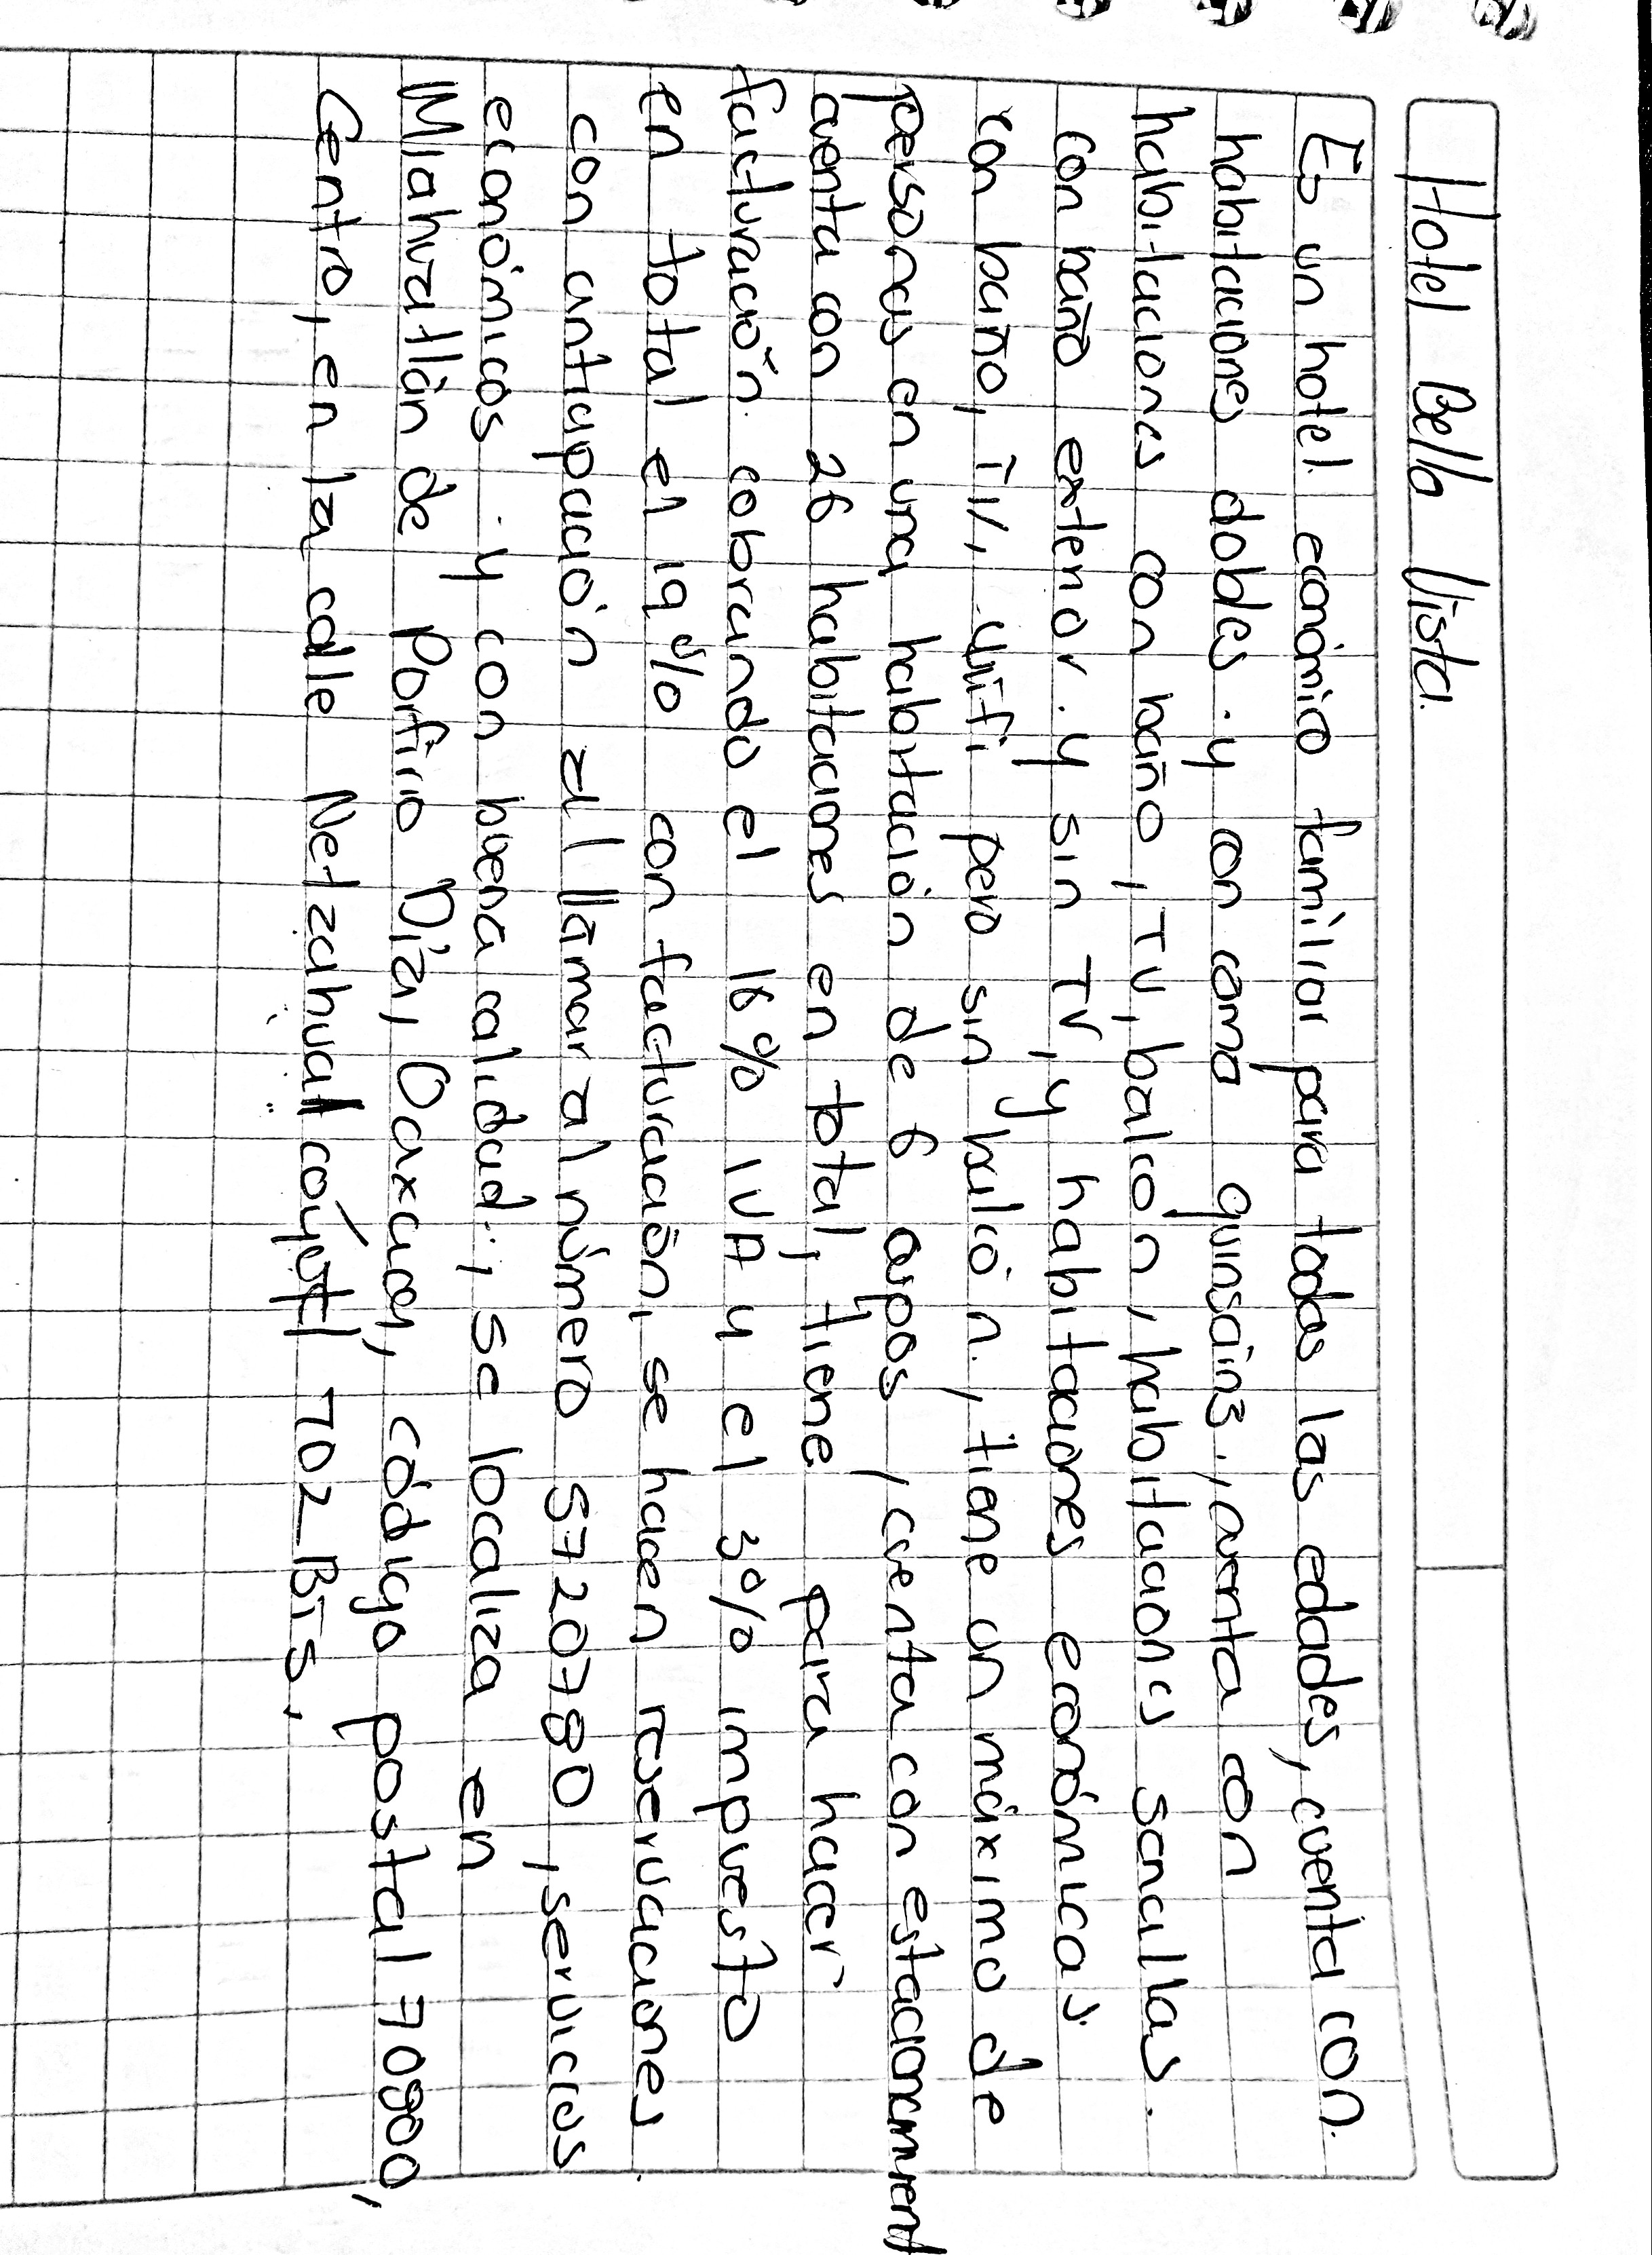 Hotel Bella Vista.
Es un hotel económico familiar para todas las edades, cuenta con
habitaciones dobles y con cama quinsainz, cuenta con
habitaciones con baño, TV, balcón, habitaciones sencillas.
con baño exterior y sin TV, y habitaciones económicas
con baño, TV, wifi pero sin balcón, tiene un máximo de
personas en una habitación de 6 cupos, cuenta con estacionamient
cuenta con 26 habitaciones en total, tiene para hacer
facturación cobrando el 16% IVA y el 3% impuesto
en total el 19% con facturación, se hacen reservaciones
con anticipación al llamar al número 5720780, servicios
económicos y con buena calidad, se localiza en
Miahuatlán de Porfirio Díaz, Oaxaca, código postal 70800,
Centro, en la calle Netzahualcóyotl 702 BIS.